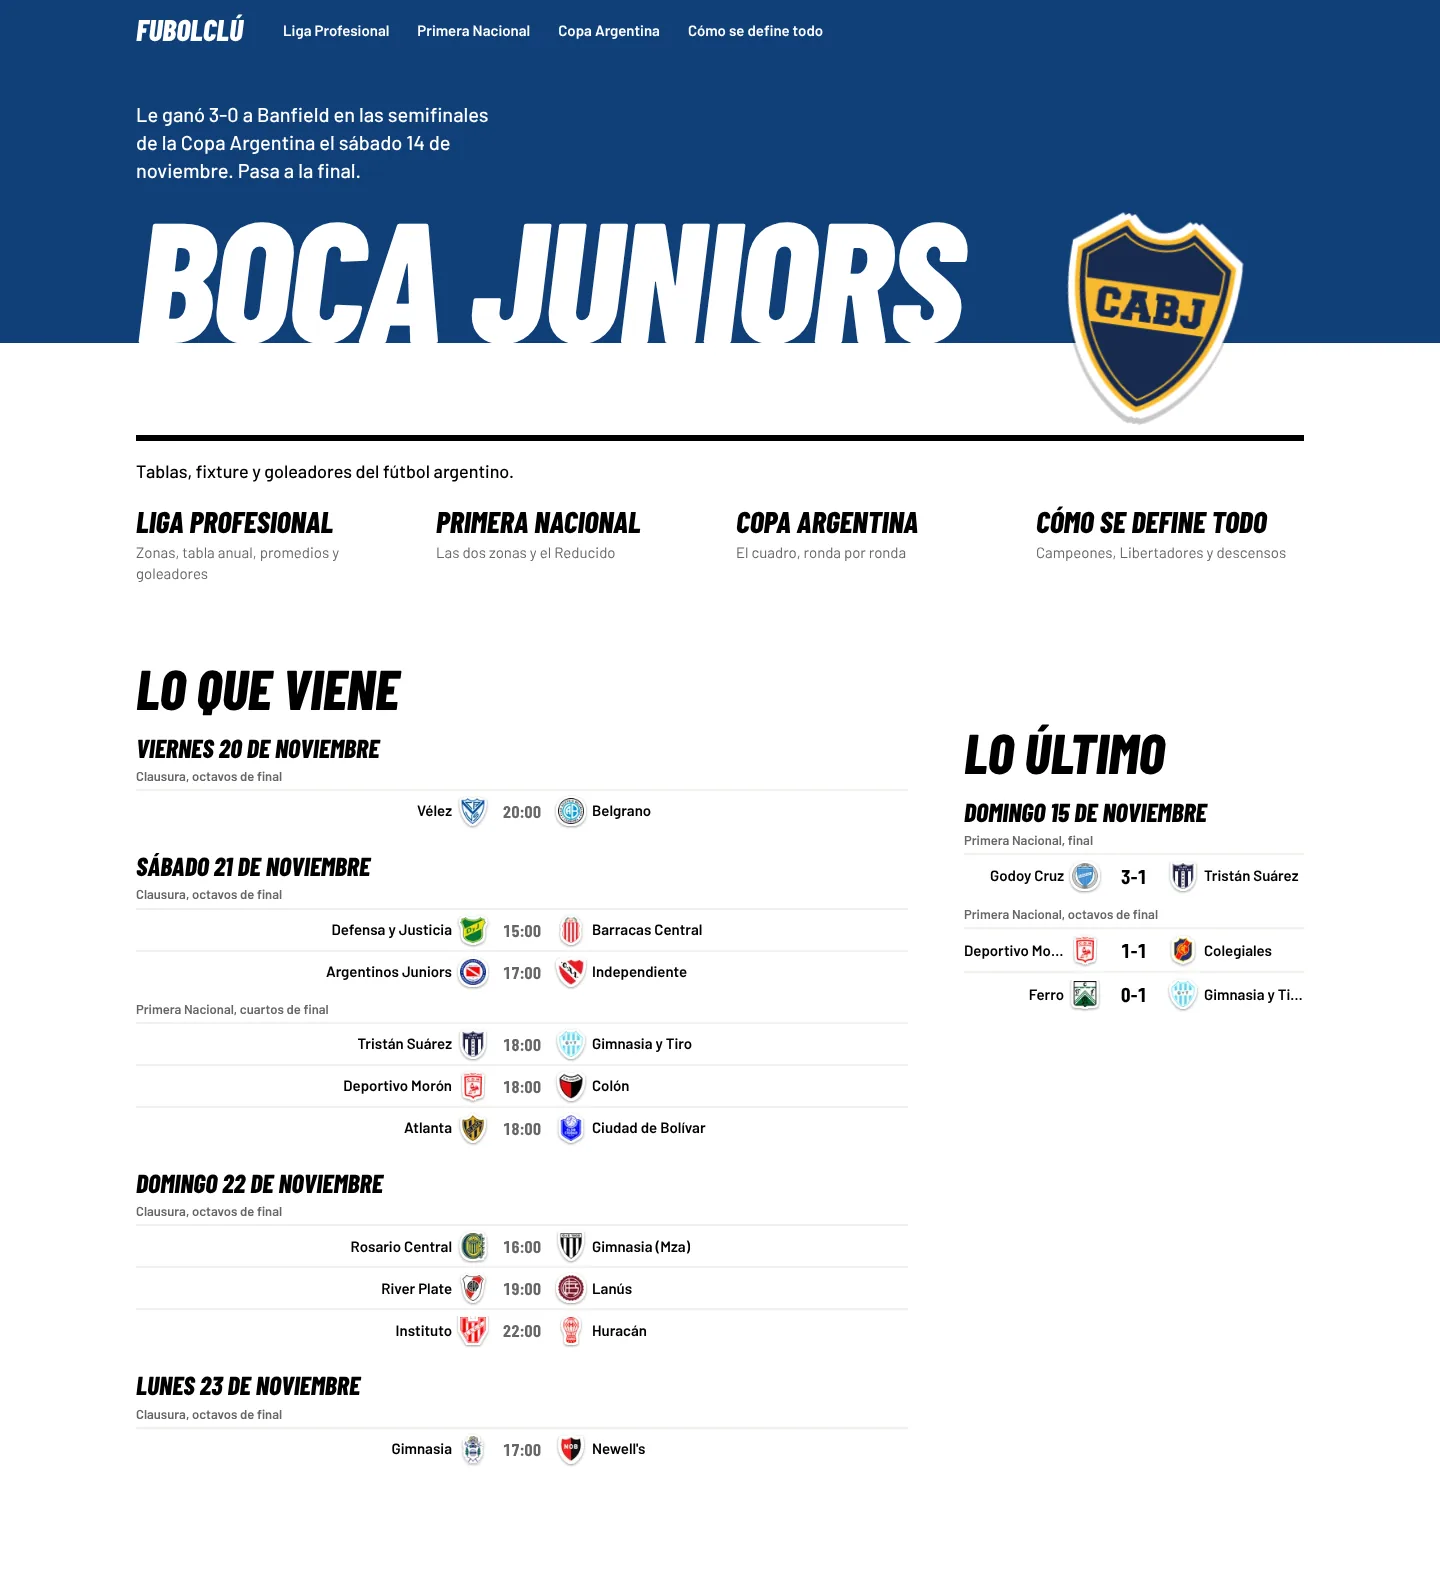 FUBOLCLÚ
Liga Profesional
Primera Nacional
Copa Argentina
Cómo se define todo
Le ganó 3-0 a Banfield en las semifinales
de la Copa Argentina el sábado 14 de
noviembre. Pasa a la final.
BOCA JUNIORS
CABJ
Tablas, fixture y goleadores del fútbol argentino.
LIGA PROFESIONAL
Zonas, tabla anual, promedios y
goleadores
PRIMERA NACIONAL
Las dos zonas y el Reducido
COPA ARGENTINA
El cuadro, ronda por ronda
CÓMO SE DEFINE TODO
Campeones, Libertadores y descensos
LO QUE VIENE
VIERNES 20 DE NOVIEMBRE
Clausura, octavos de final
Vélez 20:00 Belgrano
SÁBADO 21 DE NOVIEMBRE
Clausura, octavos de final
Defensa y Justicia 15:00 Barracas Central
Argentinos Juniors 17:00 Independiente
Primera Nacional, cuartos de final
Tristán Suárez 18:00 Gimnasia y Tiro
Deportivo Morón 18:00 Colón
Atlanta 18:00 Ciudad de Bolívar
DOMINGO 22 DE NOVIEMBRE
Clausura, octavos de final
Rosario Central 16:00 Gimnasia (Mza)
River Plate 19:00 Lanús
Instituto 22:00 Huracán
LUNES 23 DE NOVIEMBRE
Clausura, octavos de final
Gimnasia 17:00 Newell's
LO ÚLTIMO
DOMINGO 15 DE NOVIEMBRE
Primera Nacional, final
Godoy Cruz 3-1 Tristán Suárez
Primera Nacional, octavos de final
Deportivo Mo... 1-1 Colegiales
Ferro 0-1 Gimnasia y Ti...